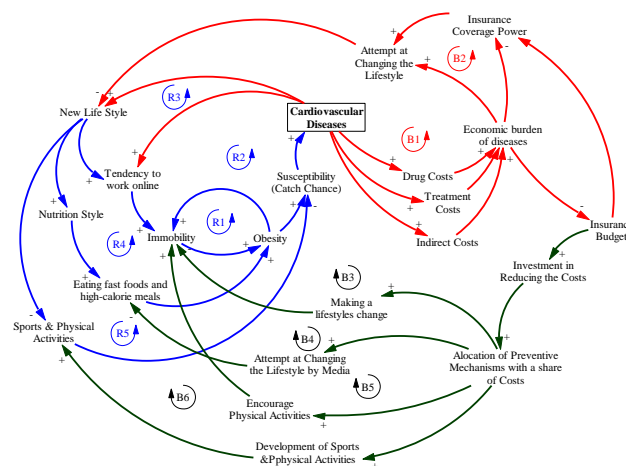 Insurance
Coverage Power
Attempt at
Changing the
Lifestyle
B2
R3
New Life Style
Cardiovascular
Diseases
B1
Economic burden
of diseases
R2
Tendency to
work online
Susceptibility
(Catch Chance)
Drug Costs
Treatment
Costs
Nutrition Style
R1
R4
Immobility
Obesity
Indirect Costs
Insurance
Budget
B3
Investment in
Reducing the Costs
Eating fast foods and
high-calorie meals
Making a
lifestyles change
Sports & Physical
Activities
R5
B4
Attempt at Changing
the Lifestyle by Media
Alocation of Preventive
Mechanisms with a share
of Costs
B5
B6
Encourage
Physical Activities
Development of Sports
&Pphysical Activities